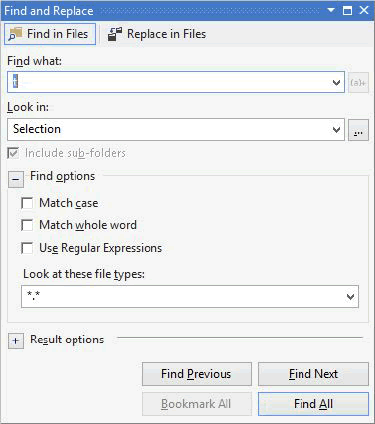 Find and Replace
Find in Files
Replace in Files
Find what:
(a)+
Look in:
Selection
...
Include sub-folders
Find options
Match case
Match whole word
Use Regular Expressions
Look at these file types:
*.*
Result options
Find Previous
Find Next
Bookmark All
Find All